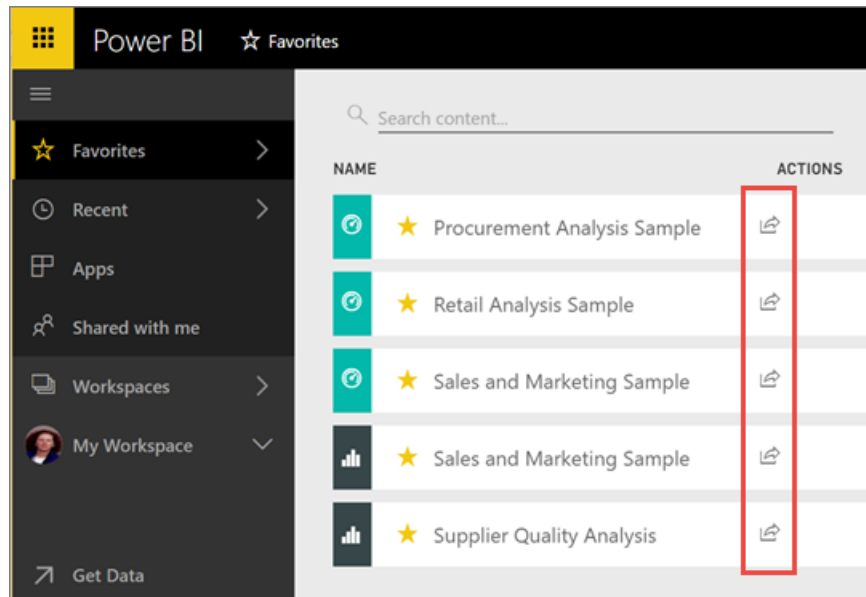 Power BI Favorites
Search content...
Favorites
NAME ACTIONS
Recent
Procurement Analysis Sample
Apps
Retail Analysis Sample
Shared with me
Workspaces
Sales and Marketing Sample
My Workspace
Sales and Marketing Sample
Supplier Quality Analysis
Get Data